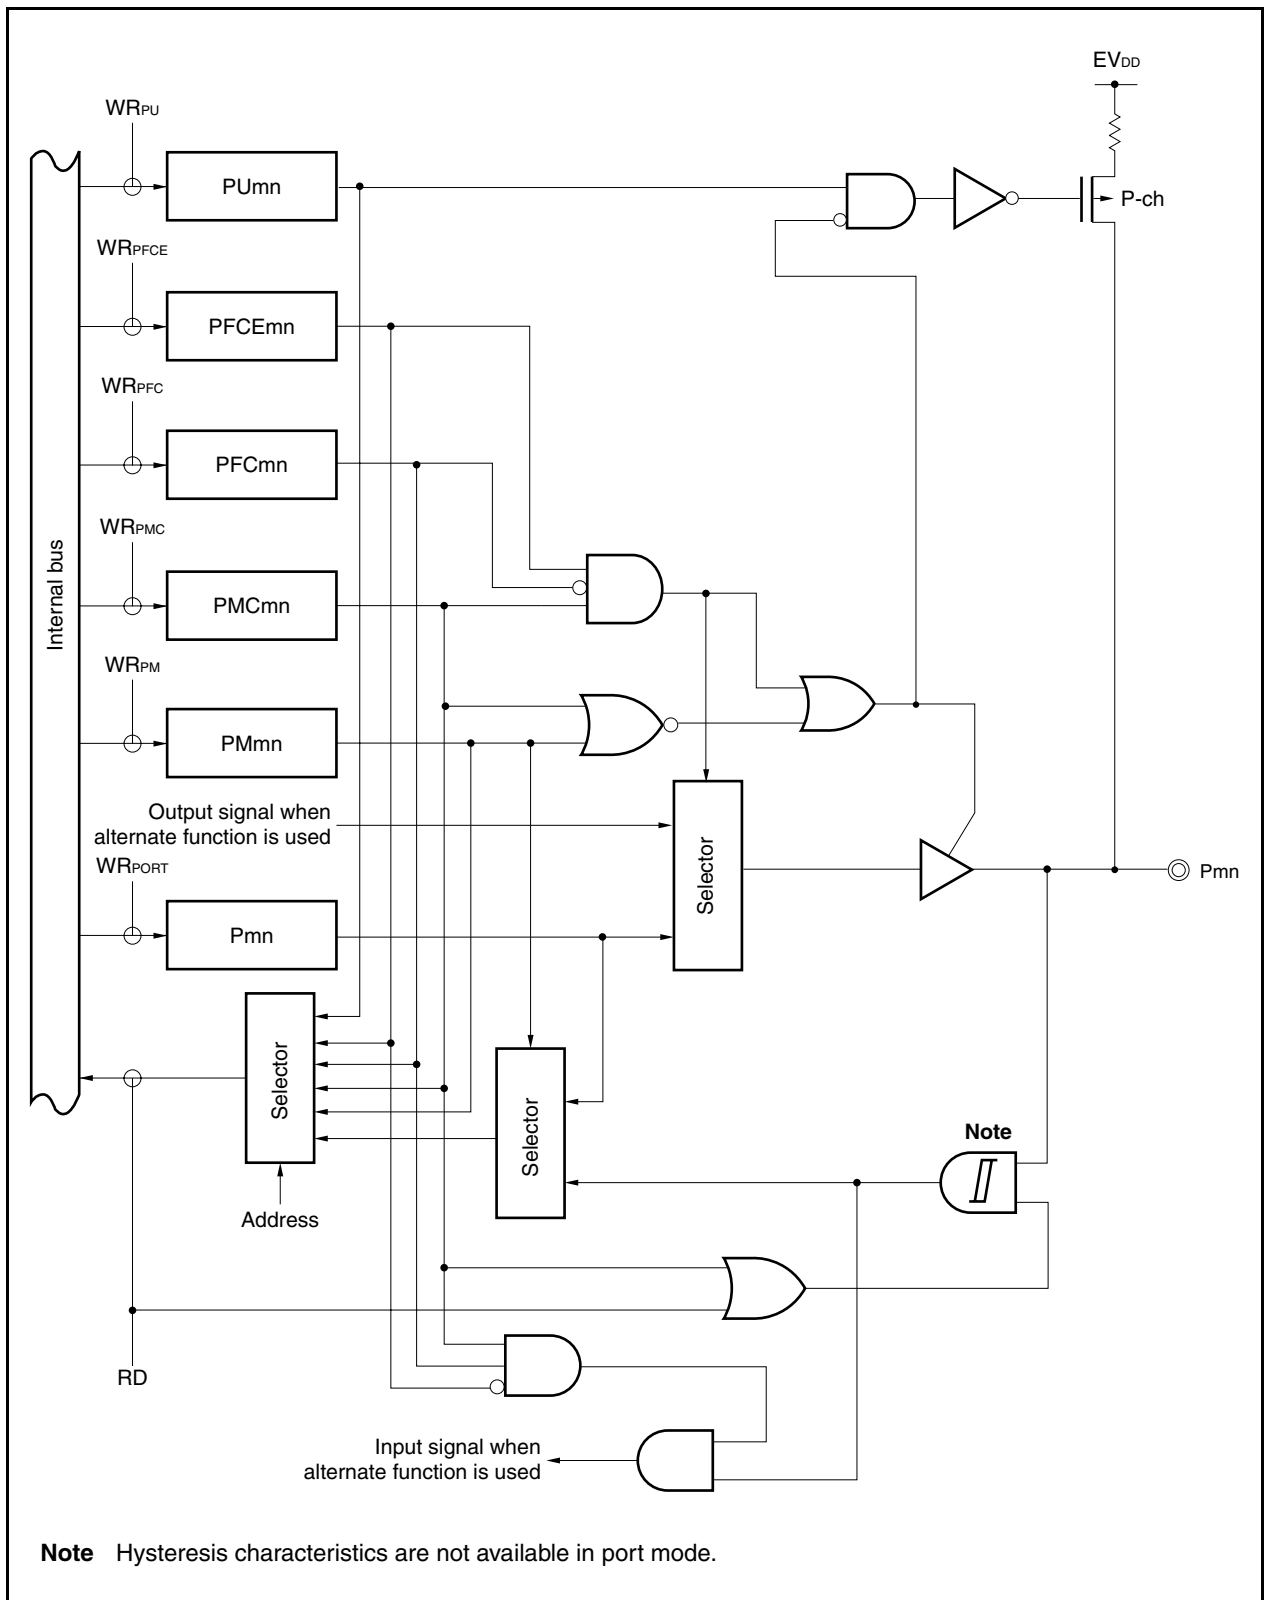 EVDD
WRPU
PUmn
P-ch
WRPFCE
PFCEmn
WRPFC
PFCmn
WRPMC
Internal bus
PMCmn
WRPM
PMmn
Output signal when
alternate function is used
Selector
WRPORT
Pmn
Pmn
Selector
Selector
Note
Address
RD
Input signal when
alternate function is used
Note Hysteresis characteristics are not available in port mode.